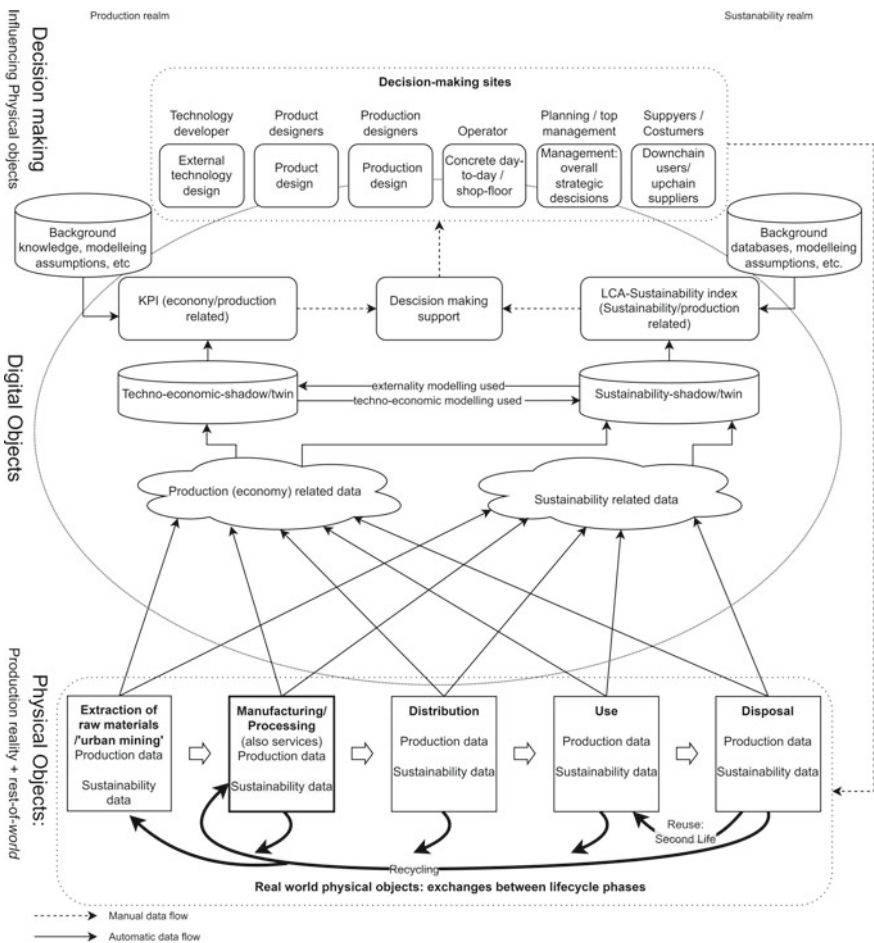 Production realm
Sustanability realm
Decision making
Influencing Physical objects
Decision-making sites
Technology
developer
Product
designers
Production
designers
Operator
Planning / top
management
Suppyers /
Costumers
External
technology
design
Product
design
Production
design
Concrete day-
to-day /
shop-floor
Management:
overall
strategic
descisions
Downchain
users/
upchain
suppliers
Background
knowledge, modelleing
assumptions, etc
Background
databases, modelleing
assumptions, etc.
KPI (econony/production
related)
Descision making
support
LCA-Sustainability index
(Sustainability/production
related)
Digital Objects
Techno-economic-shadow/twin
externality modelling used
techno-economic modelling used
Sustainability-shadow/twin
Production (economy) related data
Sustainability related data
Physical Objects:
Production reality + rest-of-world
Extraction of
raw materials
/'urban mining'
Production data
Sustainability
data
Manufacturing/
Processing
(also services)
Production data
Sustainability data
Distribution
Production data
Sustainability data
Use
Production data
Sustainability data
Disposal
Production data
Sustainability data
Reuse:
Second Life
Recycling
Real world physical objects: exchanges between lifecycle phases
Manual data flow
Automatic data flow